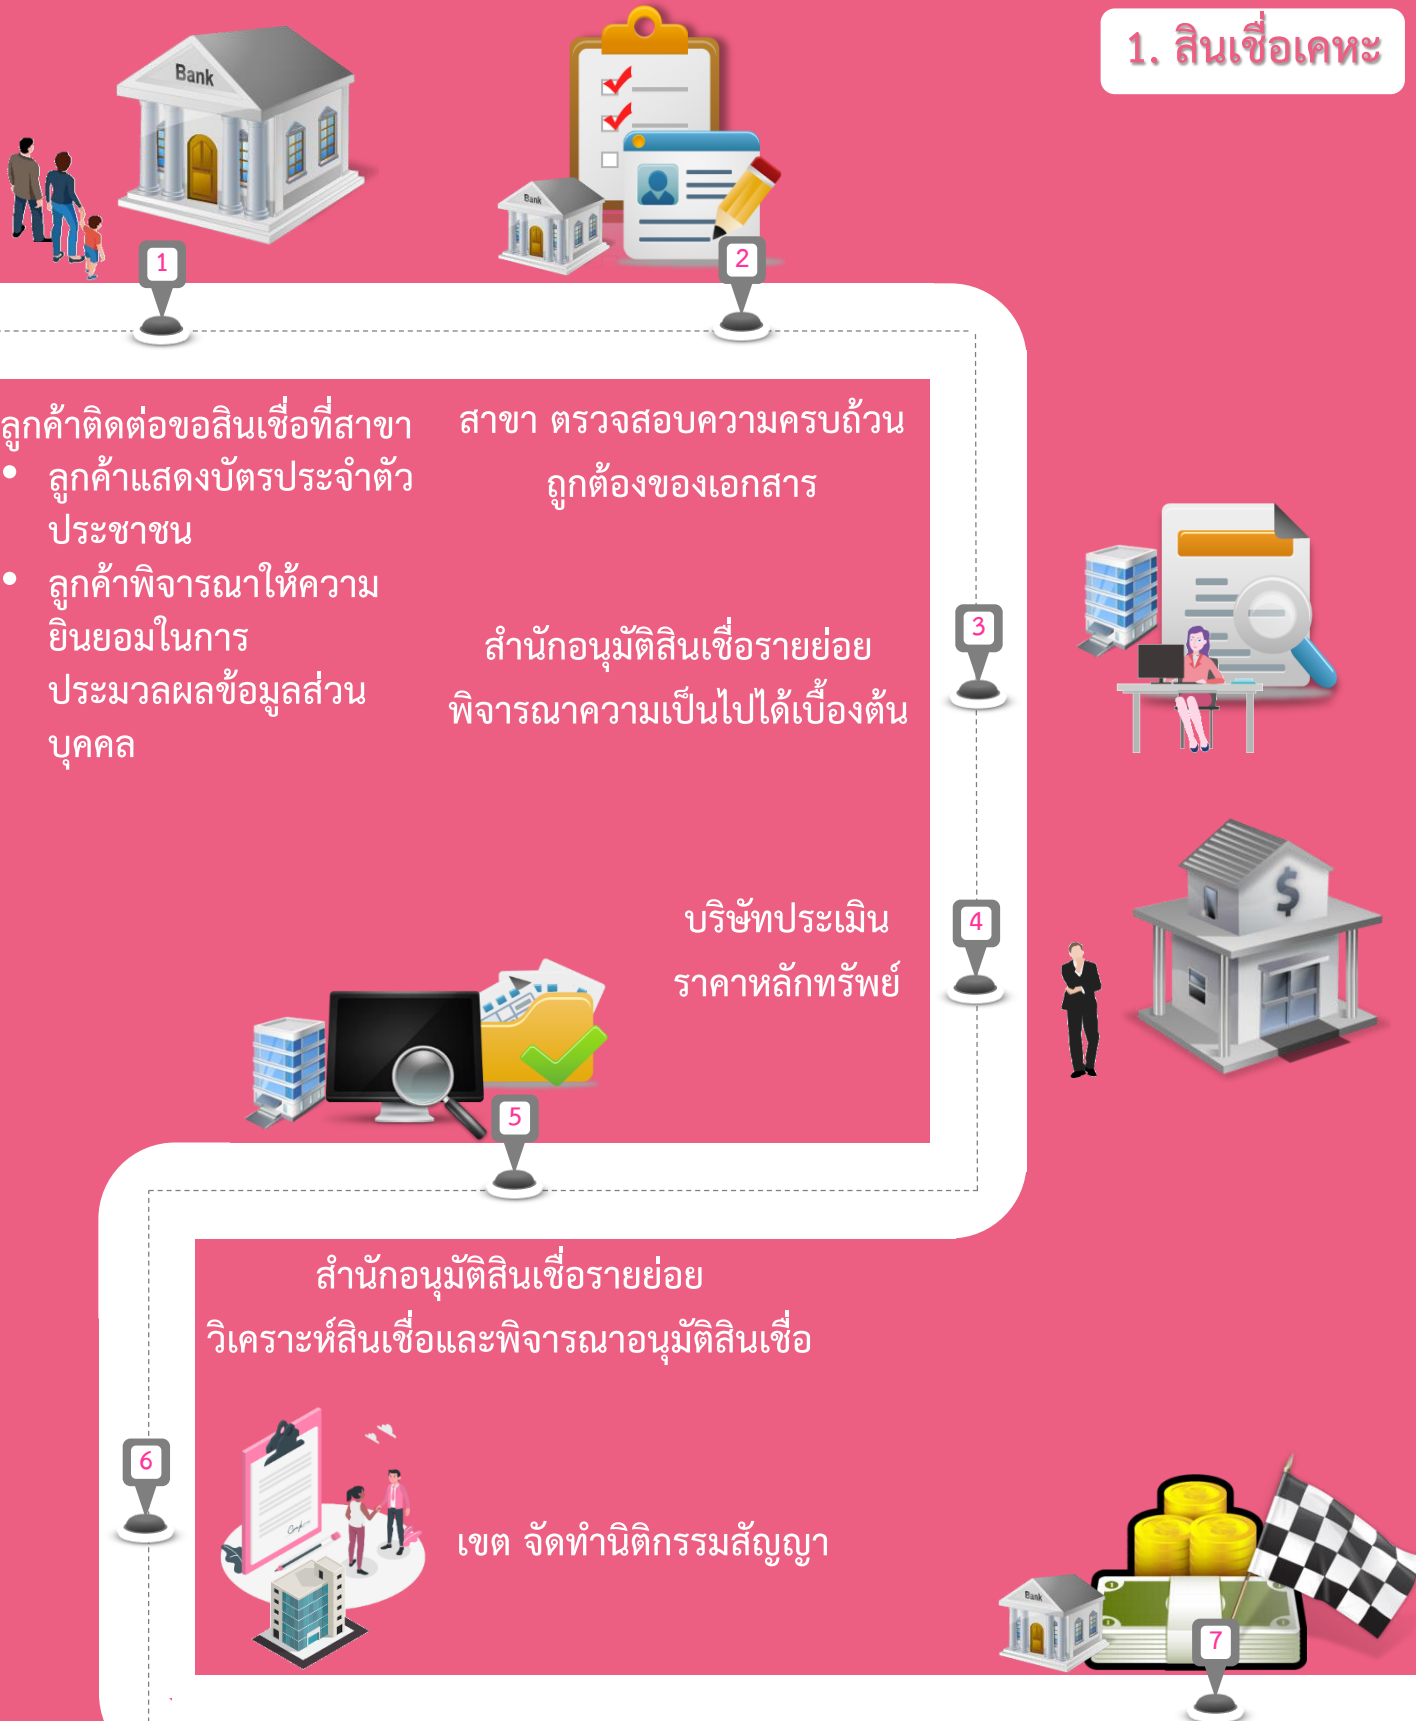 1. สินเชื่อเคหะ
Bank
Bank
1
2
ลูกค้าติดต่อขอสินเชื่อที่สาขา
• ลูกค้าแสดงบัตรประจำตัว
ประชาชน
• ลูกค้าพิจารณาให้ความ
ยินยอมในการ
ประมวลผลข้อมูลส่วน
บุคคล
สาขา ตรวจสอบความครบถ้วน
ถูกต้องของเอกสาร
3
สำนักอนุมัติสินเชื่อรายย่อย
พิจารณาความเป็นไปได้เบื้องต้น
4
$
บริษัทประเมิน
ราคาหลักทรัพย์
5
สำนักอนุมัติสินเชื่อรายย่อย
วิเคราะห์สินเชื่อและพิจารณาอนุมัติสินเชื่อ
6
เขต จัดทำนิติกรรมสัญญา
Bank
7